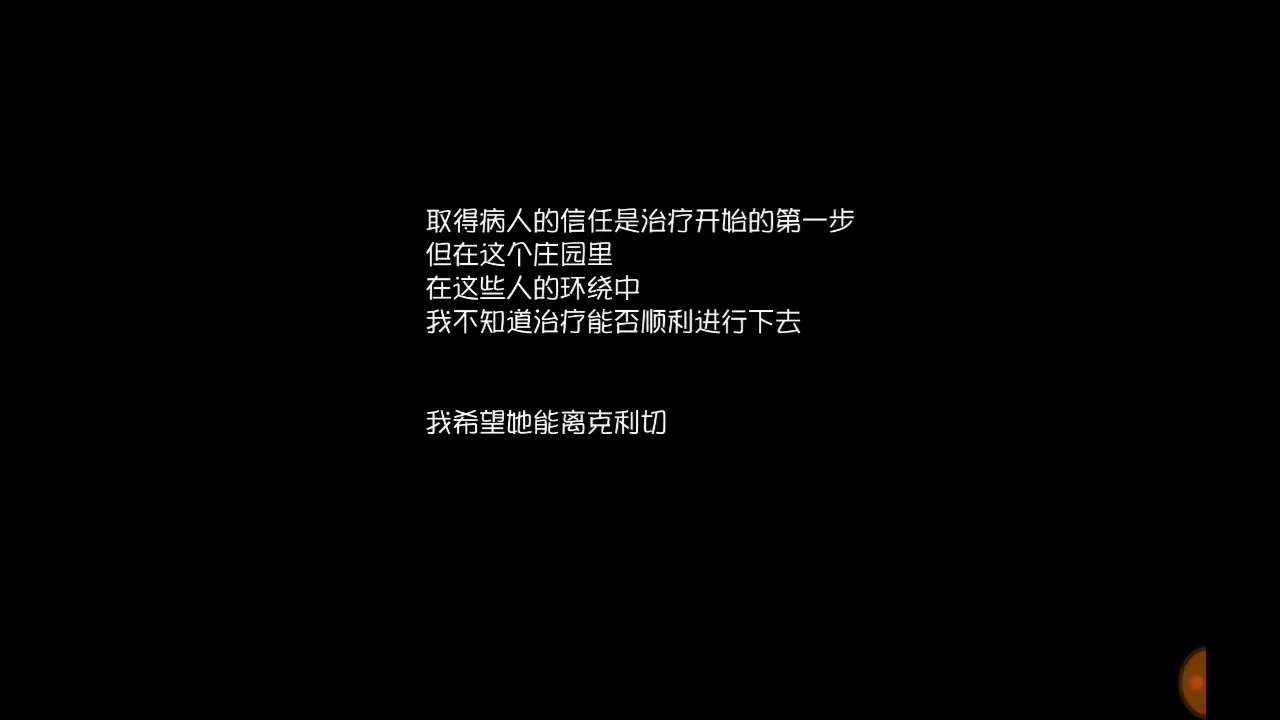 取得病人的信任是治疗开始的第一步
但在这个庄园里
在这些人的环绕中
我不知道治疗能否顺利进行下去
我希望她能离克利切